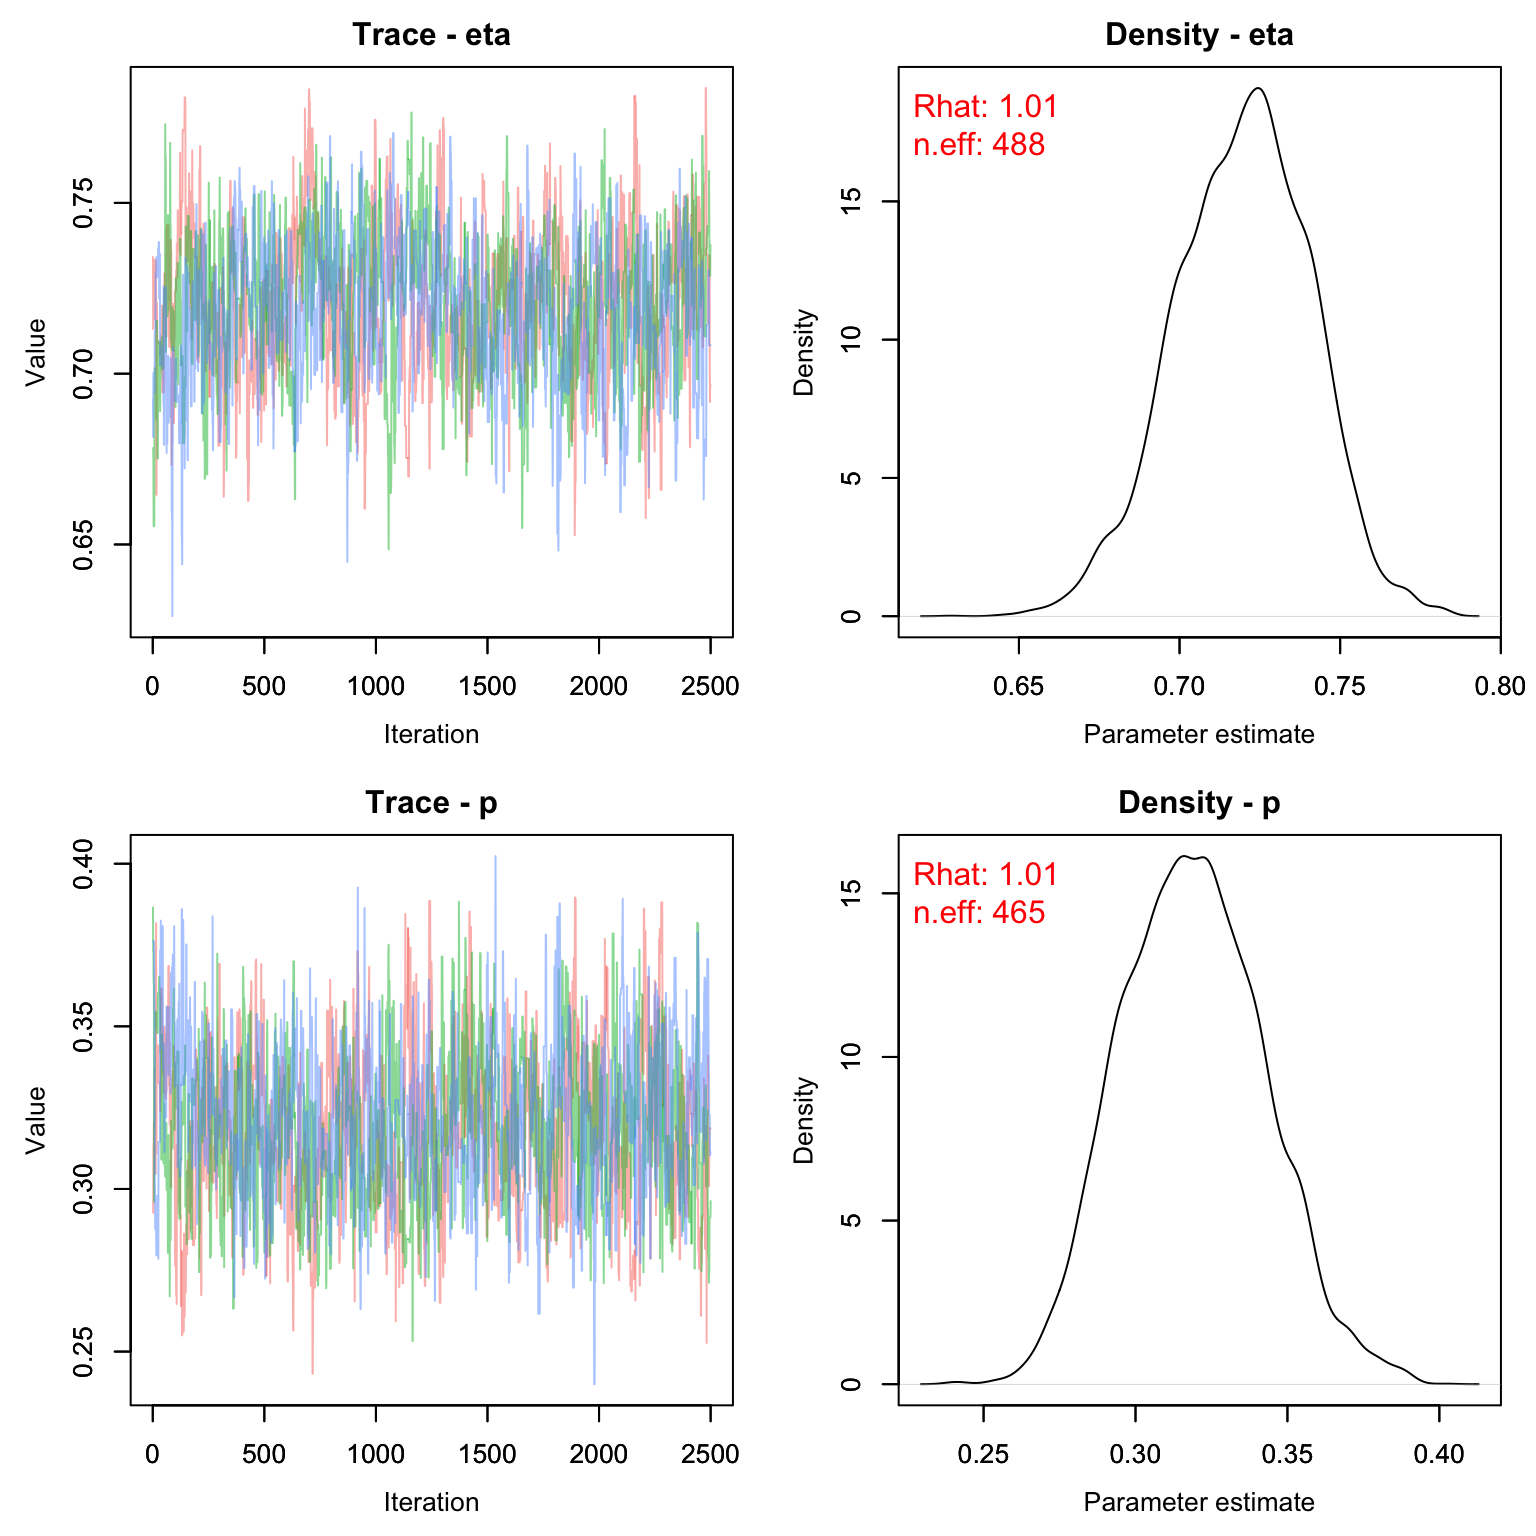 Trace - eta
Value
0.65
0.70
0.75
0 500 1000 1500 2000 2500
Iteration
Density - eta
Rhat: 1.01
n.eff: 488
Density
0 5 10 15
0.65 0.70 0.75 0.80
Parameter estimate
Trace - p
Value
0.25 0.30 0.35 0.40
0 500 1000 1500 2000 2500
Iteration
Density - p
Rhat: 1.01
n.eff: 465
Density
0 5 10 15
0.25 0.30 0.35 0.40
Parameter estimate